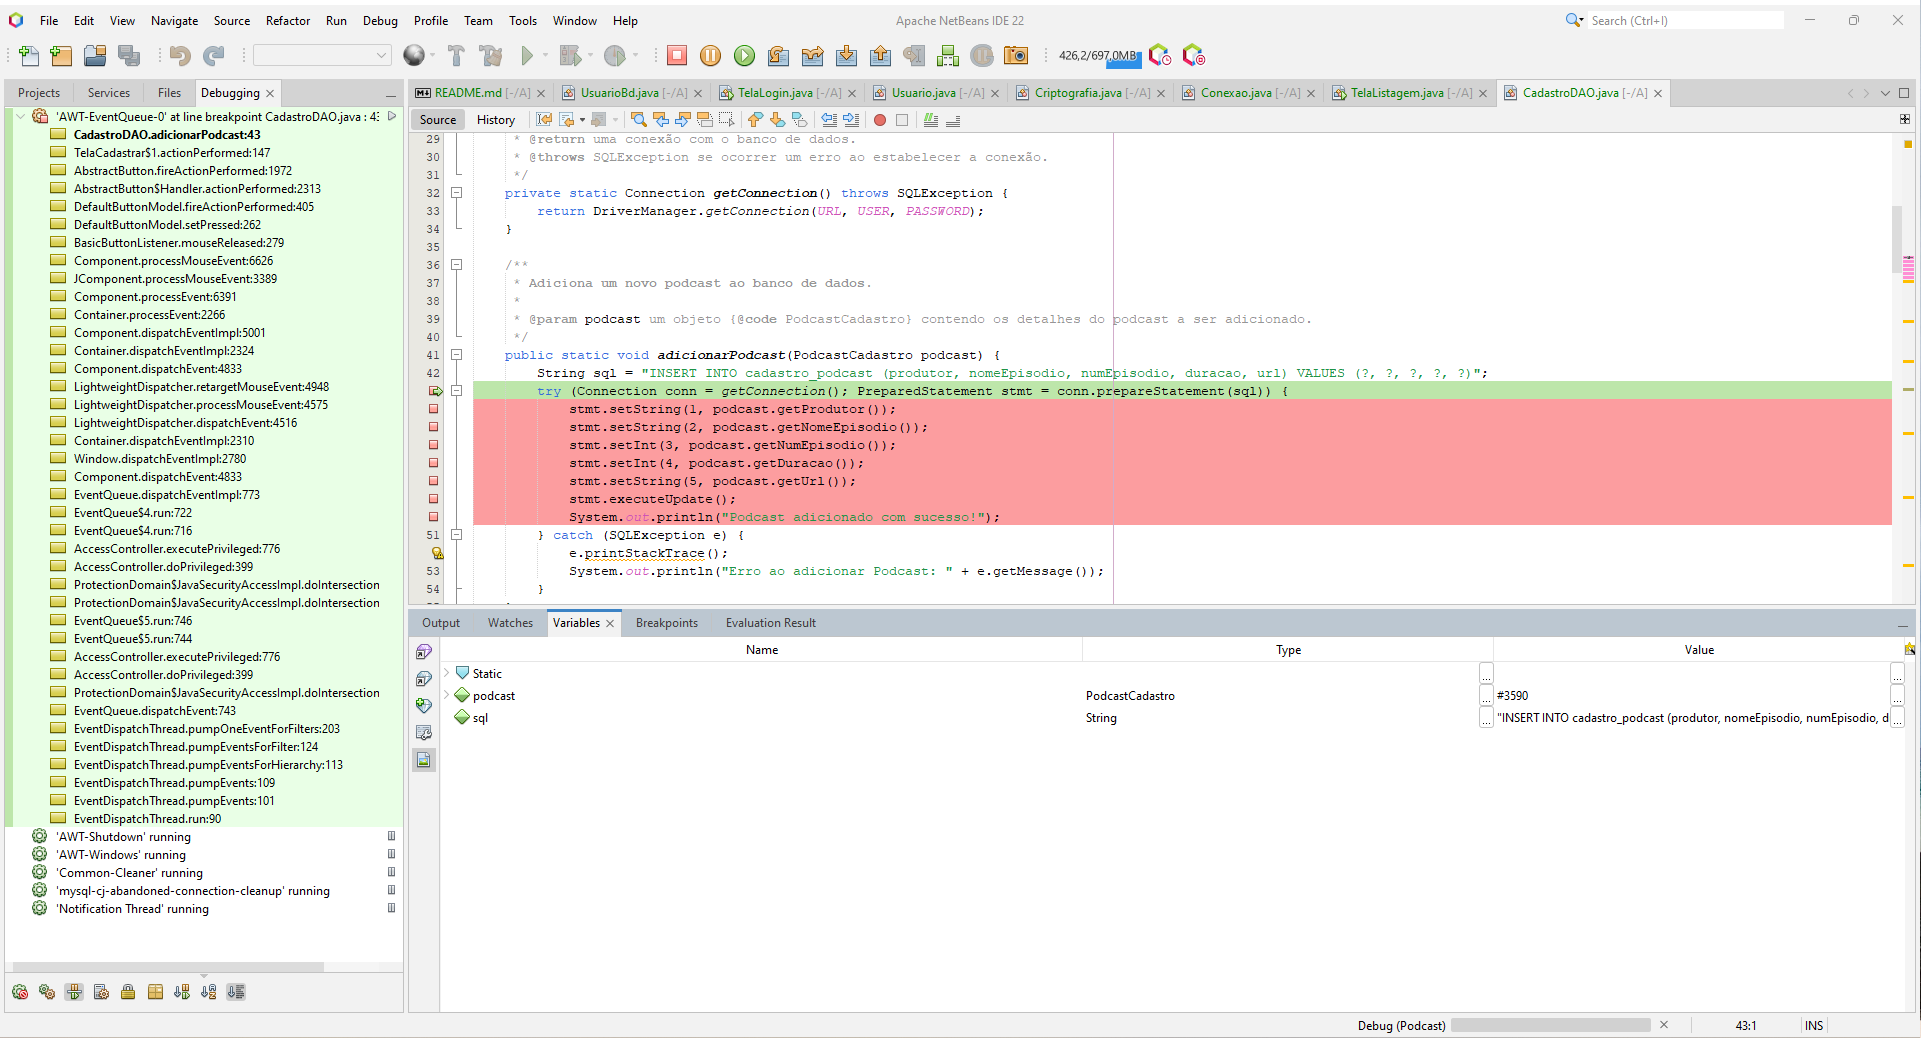 File Edit View Navigate Source Refactor Run Debug Profile Team Tools Window Help
Apache NetBeans IDE 22
Search (Ctrl+I)
426,2/697,0MB
Projects Services Files Debugging
README.md [-/A] UsuarioBd.java [-/A] TelaLogin.java [-/A] Usuario.java [-/A] Criptografia.java [-/A] Conexao.java [-/A] TelaListagem.java [-/A] CadastroDAO.java [-/A]
'AWT-EventQueue-0' at line breakpoint CadastroDAO.java : 43
CadastroDAO.adicionarPodcast:43
TelaCadastrar$1.actionPerformed:147
AbstractButton.fireActionPerformed:1972
AbstractButton$Handler.actionPerformed:2313
DefaultButtonModel.fireActionPerformed:405
DefaultButtonModel.setPressed:262
BasicButtonListener.mouseReleased:279
Component.processMouseEvent:6626
JComponent.processMouseEvent:3389
Component.processEvent:6391
Container.processEvent:2266
Component.dispatchEventImpl:5001
Container.dispatchEventImpl:2324
Component.dispatchEvent:4833
LightweightDispatcher.retargetMouseEvent:4948
LightweightDispatcher.processMouseEvent:4575
LightweightDispatcher.dispatchEvent:4516
Container.dispatchEventImpl:2310
Window.dispatchEventImpl:2780
Component.dispatchEvent:4833
EventQueue.dispatchEventImpl:773
EventQueue$4.run:722
EventQueue$4.run:716
AccessController.executePrivileged:776
AccessController.doPrivileged:399
ProtectionDomain$JavaSecurityAccessImpl.doIntersection
ProtectionDomain$JavaSecurityAccessImpl.doIntersection
EventQueue$5.run:746
EventQueue$5.run:744
AccessController.executePrivileged:776
AccessController.doPrivileged:399
ProtectionDomain$JavaSecurityAccessImpl.doIntersection
EventQueue.dispatchEvent:743
EventDispatchThread.pumpOneEventForFilters:203
EventDispatchThread.pumpEventsForFilter:124
EventDispatchThread.pumpEventsForHierarchy:113
EventDispatchThread.pumpEvents:109
EventDispatchThread.pumpEvents:101
EventDispatchThread.run:90
'AWT-Shutdown' running
'AWT-Windows' running
'Common-Cleaner' running
'mysql-cj-abandoned-connection-cleanup' running
'Notification Thread' running
Source History
29 * @return uma conexão com o banco de dados.
30 * @throws SQLException se ocorrer um erro ao estabelecer a conexão.
31 */
32 private static Connection getConnection() throws SQLException {
33 return DriverManager.getConnection(URL, USER, PASSWORD);
34 }
35
36 /**
37 * Adiciona um novo podcast ao banco de dados.
38 *
39 * @param podcast um objeto {@code PodcastCadastro} contendo os detalhes do podcast a ser adicionado.
40 */
41 public static void adicionarPodcast(PodcastCadastro podcast) {
42 String sql = "INSERT INTO cadastro_podcast (produtor, nomeEpisodio, numEpisodio, duracao, url) VALUES (?, ?, ?, ?, ?)";
try (Connection conn = getConnection(); PreparedStatement stmt = conn.prepareStatement(sql)) {
stmt.setString(1, podcast.getProdutor());
stmt.setString(2, podcast.getNomeEpisodio());
stmt.setInt(3, podcast.getNumEpisodio());
stmt.setInt(4, podcast.getDuracao());
stmt.setString(5, podcast.getUrl());
stmt.executeUpdate();
System.out.println("Podcast adicionado com sucesso!");
51 } catch (SQLException e) {
e.printStackTrace();
53 System.out.println("Erro ao adicionar Podcast: " + e.getMessage());
54 }
Output Watches Variables Breakpoints Evaluation Result
Name Type Value
Static ... ...
podcast PodcastCadastro ... #3590 ...
sql String ... "INSERT INTO cadastro_podcast (produtor, nomeEpisodio, numEpisodio, d ...
Debug (Podcast) 43:1 INS